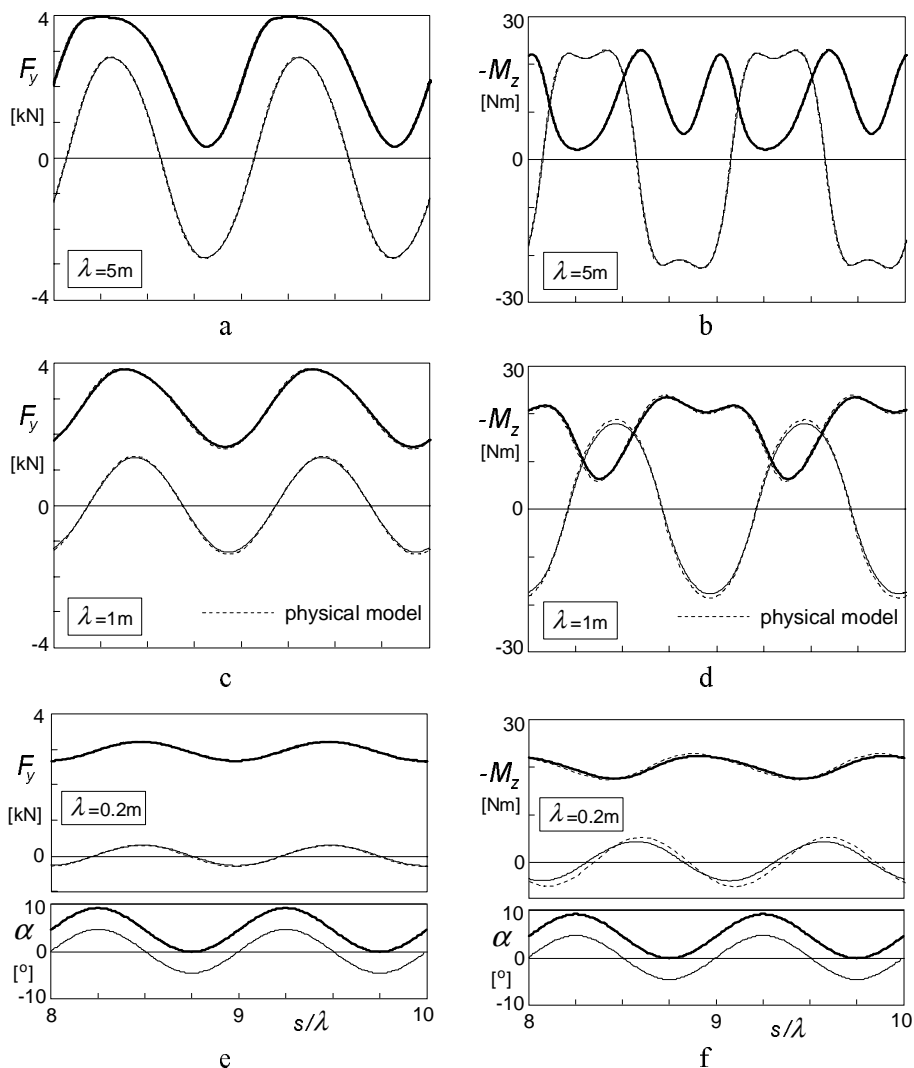 4
F_y
[kN]
0
λ=5m
-4
a
30
-M_z
[Nm]
0
λ=5m
-30
b
4
F_y
[kN]
0
λ=1m
physical model
-4
c
30
-M_z
[Nm]
0
λ=1m
physical model
-30
d
4
F_y
[kN]
λ=0.2m
0
10
α
0
[°]
-10
8 9 s/λ 10
e
30
-M_z
[Nm]
λ=0.2m
0
10
α
0
[°]
-10
8 9 s/λ 10
f